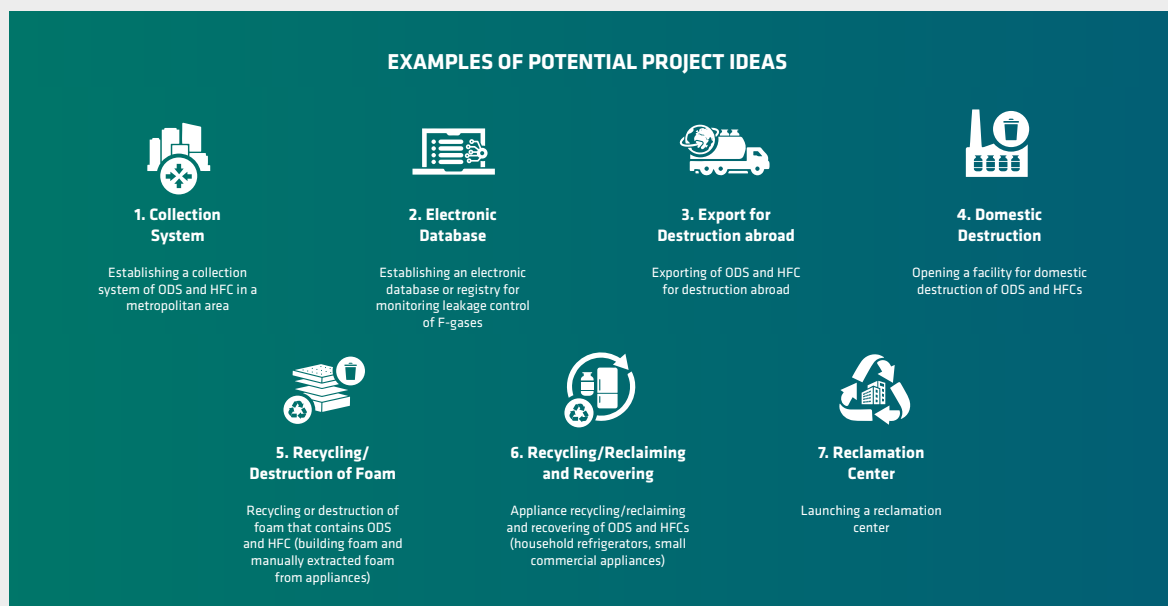 EXAMPLES OF POTENTIAL PROJECT IDEAS
1. Collection
System
Establishing a collection
system of ODS and HFC in a
metropolitan area
2. Electronic
Database
Establishing an electronic
database or registry for
monitoring leakage control
of F-gases
3. Export for
Destruction abroad
Exporting of ODS and HFC
for destruction abroad
4. Domestic
Destruction
Opening a facility for domestic
destruction of ODS and HFCs
5. Recycling/
Destruction of Foam
Recycling or destruction of
foam that contains ODS
and HFC (building foam and
manually extracted foam
from appliances)
6. Recycling/Reclaiming
and Recovering
Appliance recycling/reclaiming
and recovering of ODS and HFCs
(household refrigerators, small
commercial appliances)
7. Reclamation
Center
Launching a reclamation
center